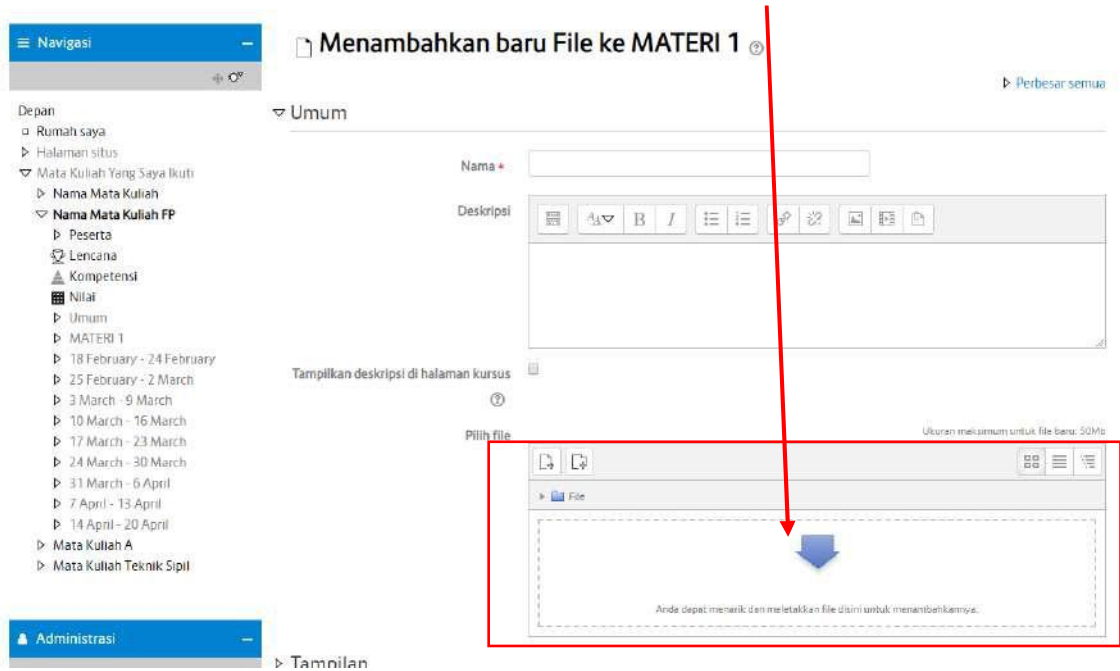 Navigasi
Depan
Rumah saya
Halaman situs
Mata Kuliah Yang Saya Ikuti
Nama Mata Kuliah
Nama Mata Kuliah FP
Peserta
Lencana
Kompetensi
Nilai
Umum
MATERI 1
18 February - 24 February
25 February - 2 March
3 March - 9 March
10 March - 16 March
17 March - 23 March
24 March - 30 March
31 March - 6 April
7 April - 13 April
14 April - 20 April
Mata Kuliah A
Mata Kuliah Teknik Sipil
Administrasi
Menambahkan baru File ke MATERI 1
Perbesar semua
Umum
Nama
Deskripsi
B I
Tampilkan deskripsi di halaman kursus
Pilih file
Ukuran maksimum untuk file baru: 50Mb
File
Anda dapat menarik dan meletakkan file disini untuk menambahkannya.
Tampilan